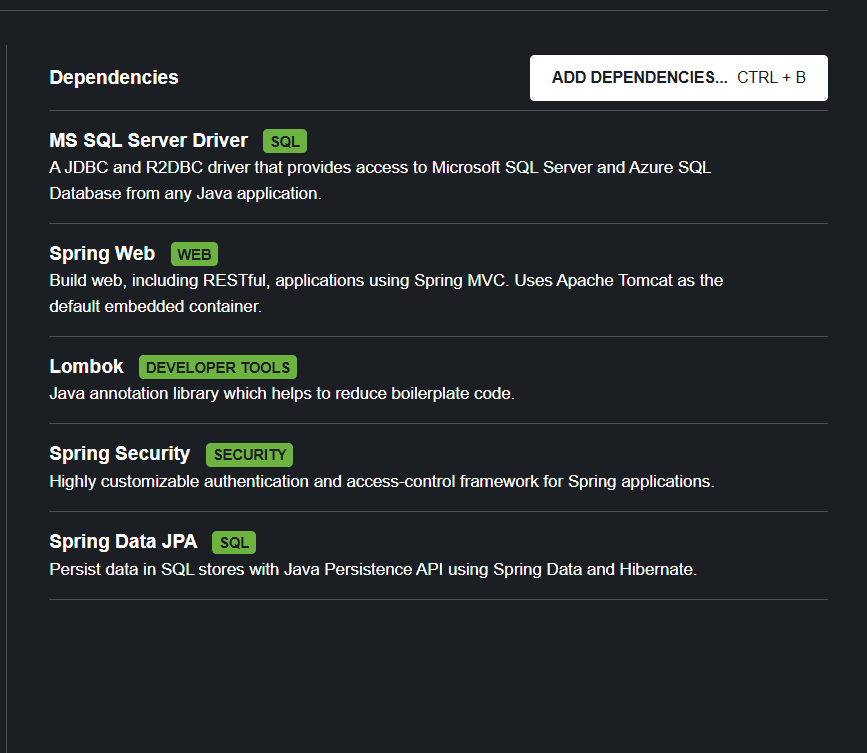 Dependencies
ADD DEPENDENCIES... CTRL + B
MS SQL Server Driver SQL
A JDBC and R2DBC driver that provides access to Microsoft SQL Server and Azure SQL
Database from any Java application.
Spring Web WEB
Build web, including RESTful, applications using Spring MVC. Uses Apache Tomcat as the
default embedded container.
Lombok DEVELOPER TOOLS
Java annotation library which helps to reduce boilerplate code.
Spring Security SECURITY
Highly customizable authentication and access-control framework for Spring applications.
Spring Data JPA SQL
Persist data in SQL stores with Java Persistence API using Spring Data and Hibernate.